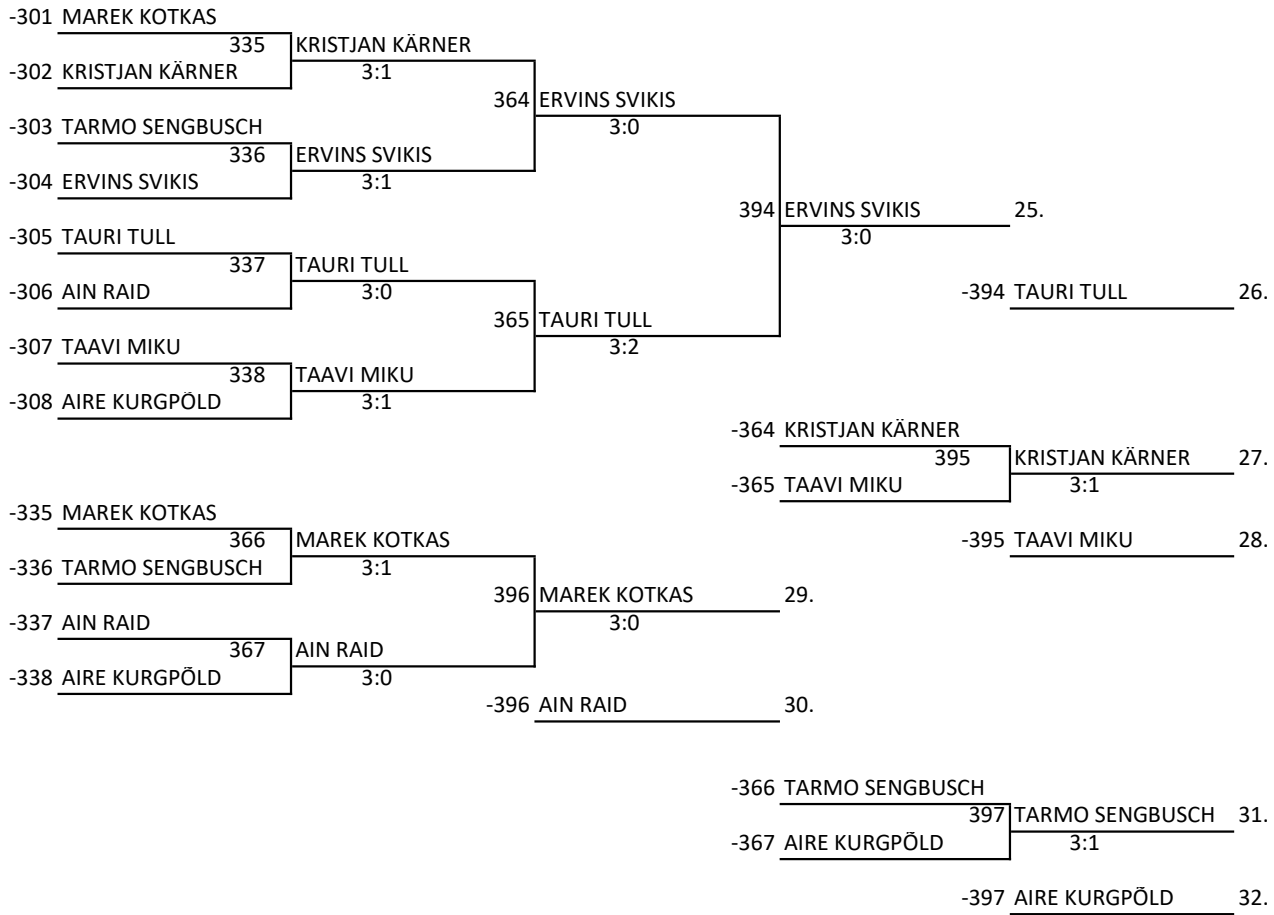 -301 MAREK KOTKAS
335 KRISTJAN KÄRNER
-302 KRISTJAN KÄRNER 3:1
364 ERVINS SVIKIS
-303 TARMO SENGBUSCH 3:0
336 ERVINS SVIKIS
-304 ERVINS SVIKIS 3:1
394 ERVINS SVIKIS 25.
-305 TAURI TULL 3:0
337 TAURI TULL
-306 AIN RAID 3:0 -394 TAURI TULL 26.
365 TAURI TULL
-307 TAAVI MIKU 3:2
338 TAAVI MIKU
-308 AIRE KURGPÕLD 3:1
-364 KRISTJAN KÄRNER
395 KRISTJAN KÄRNER 27.
-365 TAAVI MIKU 3:1
-335 MAREK KOTKAS
366 MAREK KOTKAS -395 TAAVI MIKU 28.
-336 TARMO SENGBUSCH 3:1
396 MAREK KOTKAS 29.
-337 AIN RAID 3:0
367 AIN RAID
-338 AIRE KURGPÕLD 3:0
-396 AIN RAID 30.
-366 TARMO SENGBUSCH
397 TARMO SENGBUSCH 31.
-367 AIRE KURGPÕLD 3:1
-397 AIRE KURGPÕLD 32.